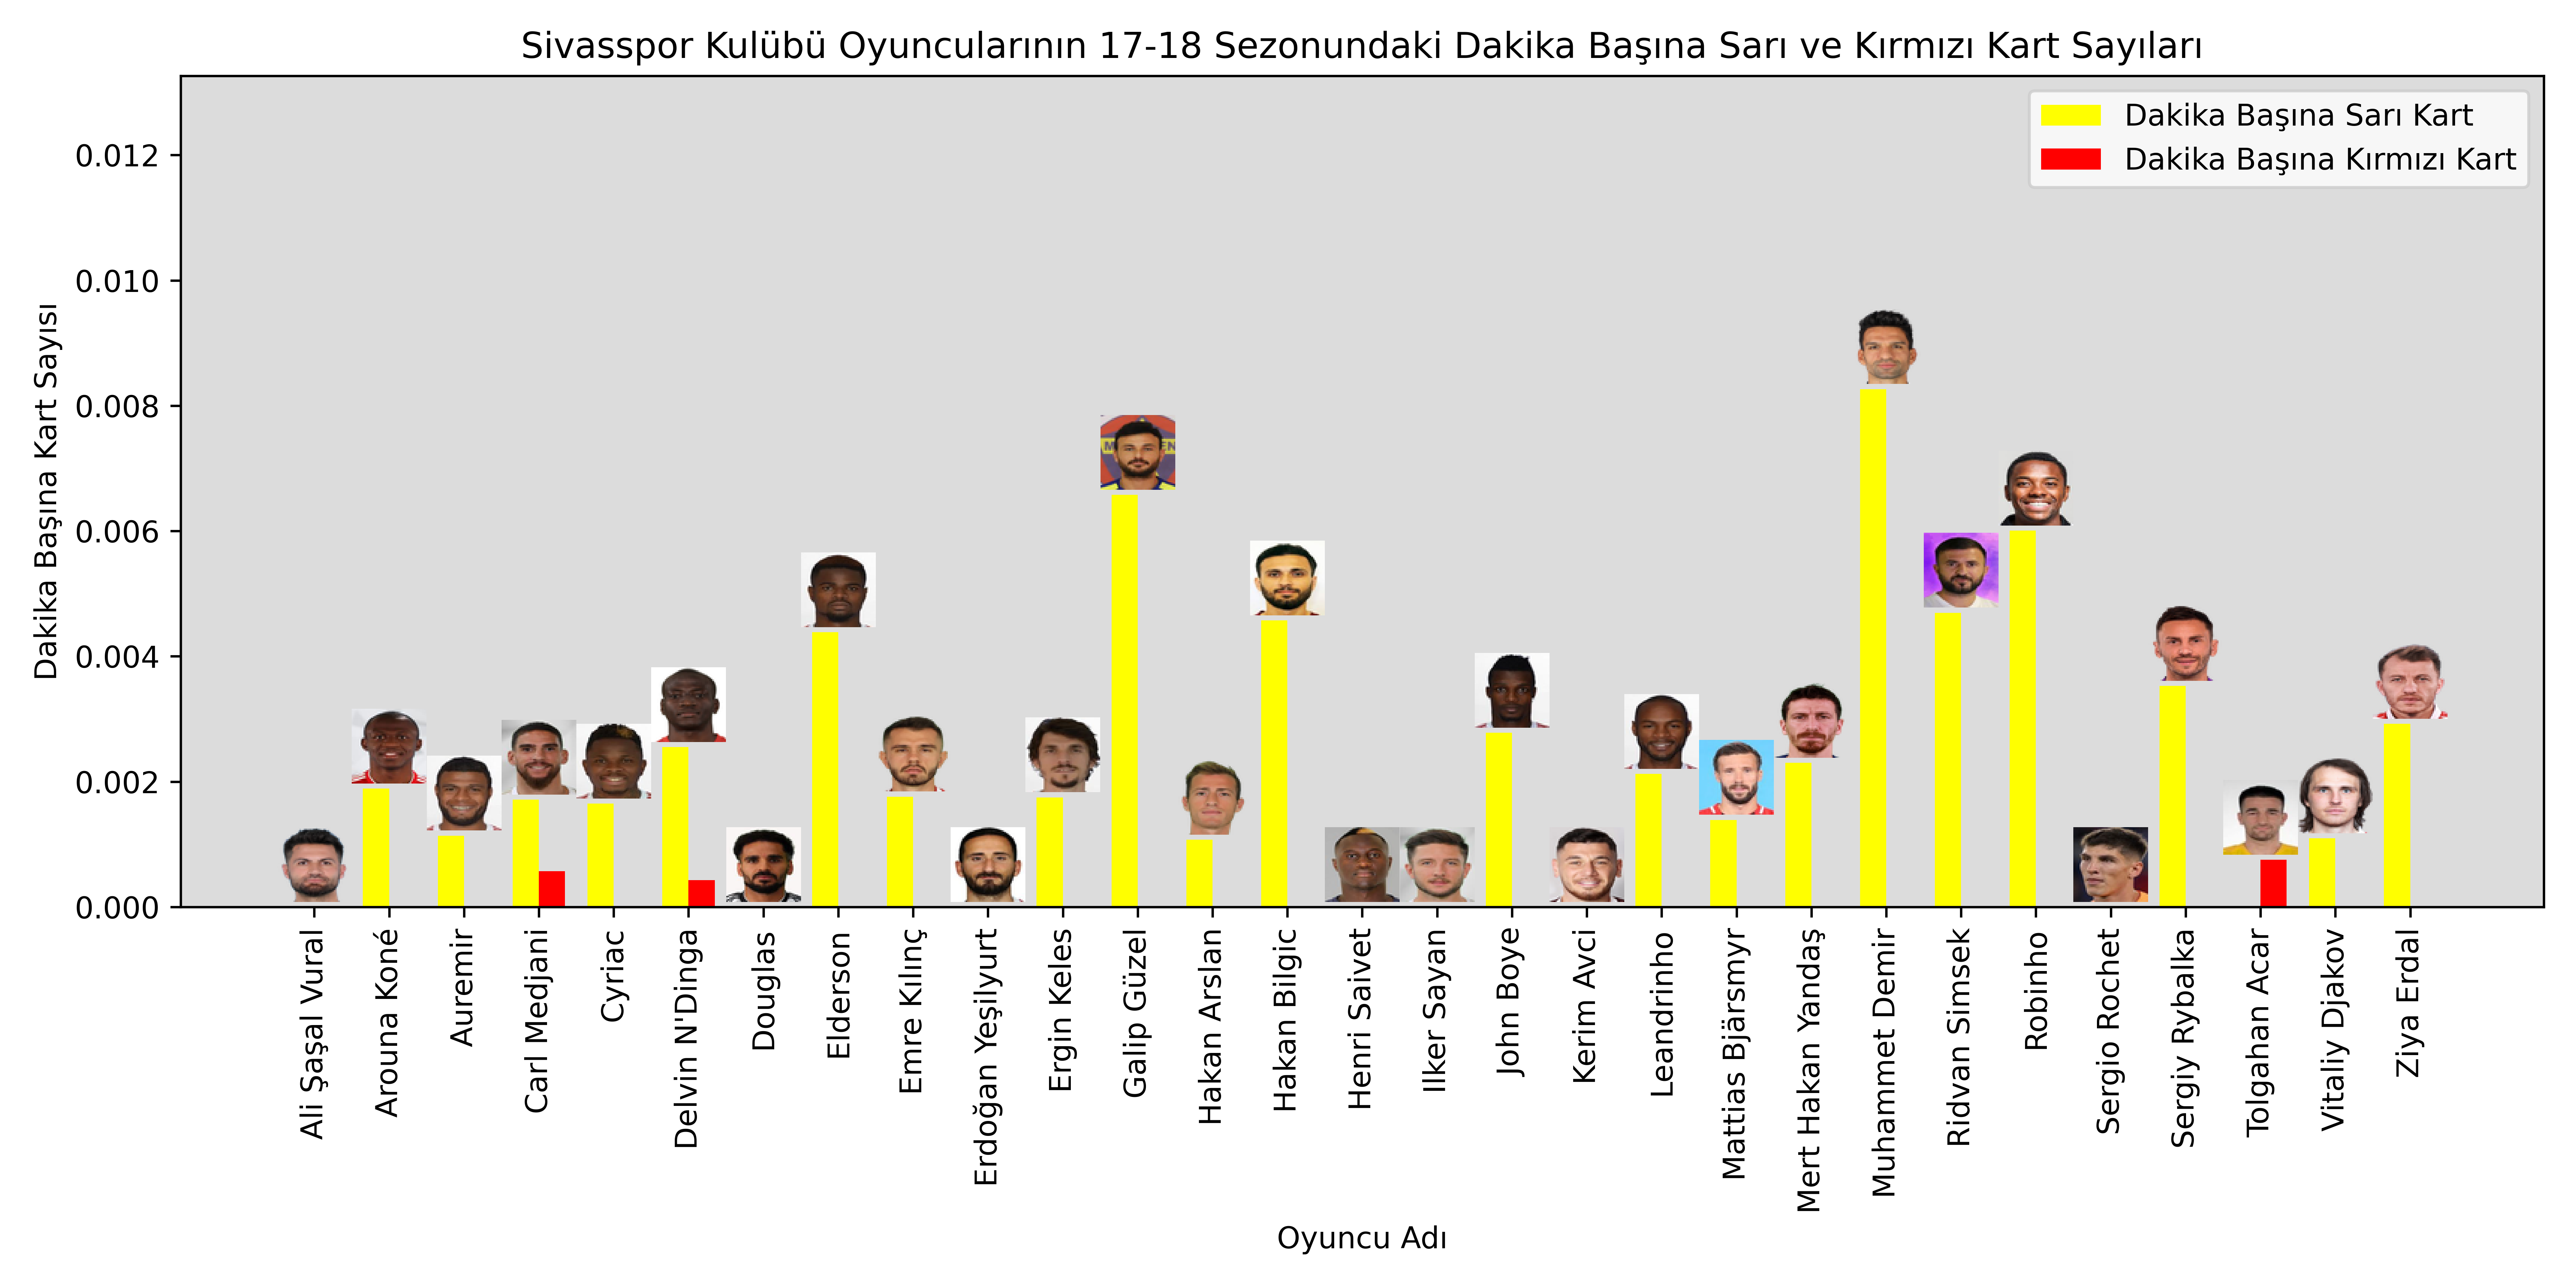 Sivasspor Kulübü Oyuncularının 17-18 Sezonundaki Dakika Başına Sarı ve Kırmızı Kart Sayıları
Dakika Başına Sarı Kart
Dakika Başına Kırmızı Kart
Dakika Başına Kart Sayısı
0.012
0.010
0.008
0.006
0.004
0.002
0.000
Ali Şaşal Vural
Arouna Koné
Auremir
Carl Medjani
Cyriac
Delvin N'Dinga
Douglas
Elderson
Emre Kılınç
Erdoğan Yeşilyurt
Ergin Keles
Galip Güzel
Hakan Arslan
Hakan Bilgic
Henri Saivet
Ilker Sayan
John Boye
Kerim Avci
Leandrinho
Mattias Bjärsmyr
Mert Hakan Yandaş
Muhammet Demir
Ridvan Simsek
Robinho
Sergio Rochet
Sergiy Rybalka
Tolgahan Acar
Vitaliy Djakov
Ziya Erdal
Oyuncu Adı